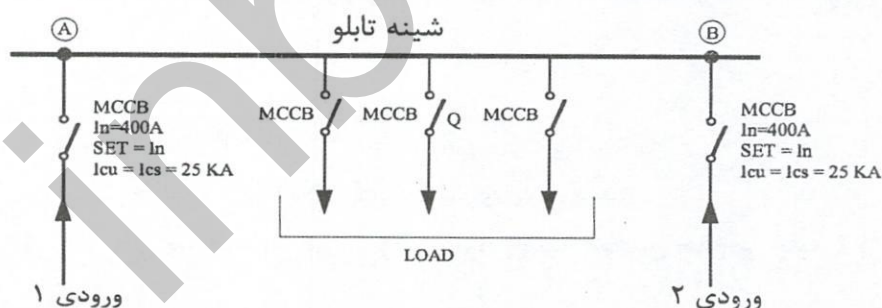 شینه تابلو
Ⓐ
Ⓑ
MCCB
In=400A
SET = In
Icu = Ics = 25 KA
MCCB
MCCB
Q
MCCB
MCCB
In=400A
SET = In
Icu = Ics = 25 KA
LOAD
ورودی ۱
ورودی ۲
inb